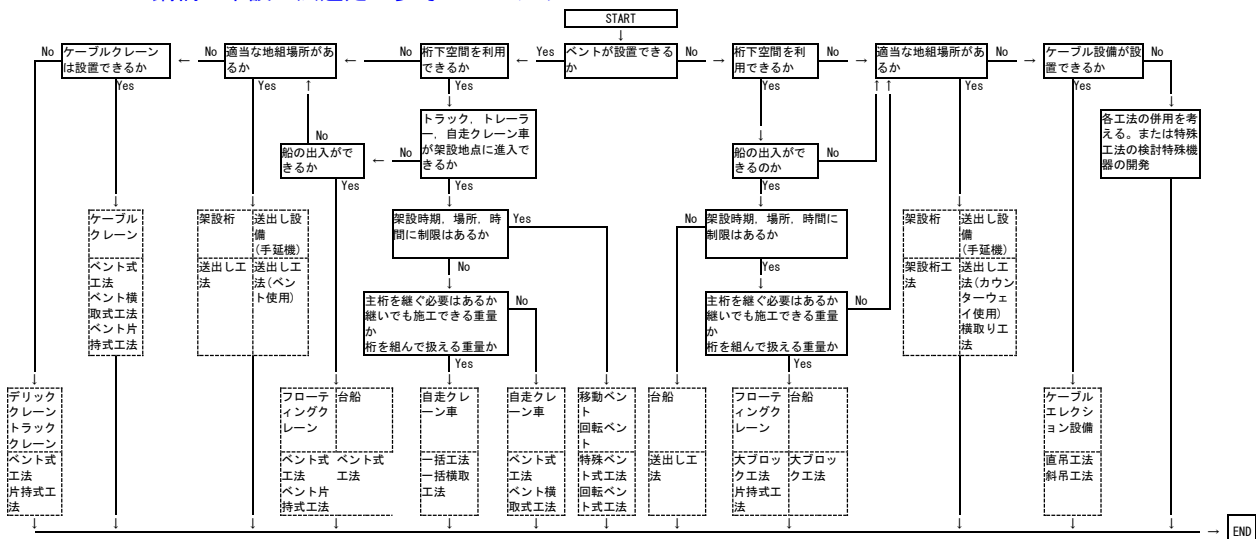 START
No
ケーブルクレーン
は設置できるか
No
適当な地組場所があ
るか
No
桁下空間を利用
できるか
Yes
ベントが設置できる
か
No
桁下空間を利
用できるか
No
適当な地組場所があ
るか
No
ケーブル設備が設
置できるか
No
Yes
Yes
Yes
Yes
Yes
Yes
トラック，トレーラ
ー，自走クレーン車
が架設地点に進入で
きるか
各工法の併用を考
える。または特殊
工法の検討特殊機
器の開発
No
船の出入がで
きるか
No
船の出入がで
きるのか
No
Yes
Yes
Yes
ケーブル
クレーン
ベント式
工法
ベント横
取式工法
ベント片
持式工法
架設桁
送出し設
備
(手延機)
送出し工
法
送出し工
法(ベン
ト使用)
架設時期，場所，時
間に制限はあるか
Yes
No
No
架設時期，場所，時間に
制限はあるか
Yes
架設桁
送出し設
備
(手延機)
架設桁工
法
送出し工
法(カウン
ターウェ
イ使用)
横取り工
法
主桁を継ぐ必要はあるか
継いでも施工できる重量
か
桁を組んで扱える重量か
No
Yes
主桁を継ぐ必要はあるか
継いでも施工できる重量
か
桁を組んで扱える重量か
No
Yes
デリック
クレーン
トラック
クレーン
ベント式
工法
片持式工
法
フローテ
ィングク
レーン
台船
ベント式
工法
ベント片
持式工法
ベント式
工法
自走クレ
ーン車
一括工法
一括横取
工法
自走クレ
ーン車
ベント式
工法
ベント横
取式工法
移動ベン
ト
回転ベン
ト
特殊ベン
ト式工法
回転ベン
ト式工法
台船
送出し工
法
フローテ
ィングク
レーン
台船
大ブロッ
ク工法
片持式工
法
大ブロッ
ク工法
ケーブル
エレクシ
ョン設備
直吊工法
斜吊工法
END